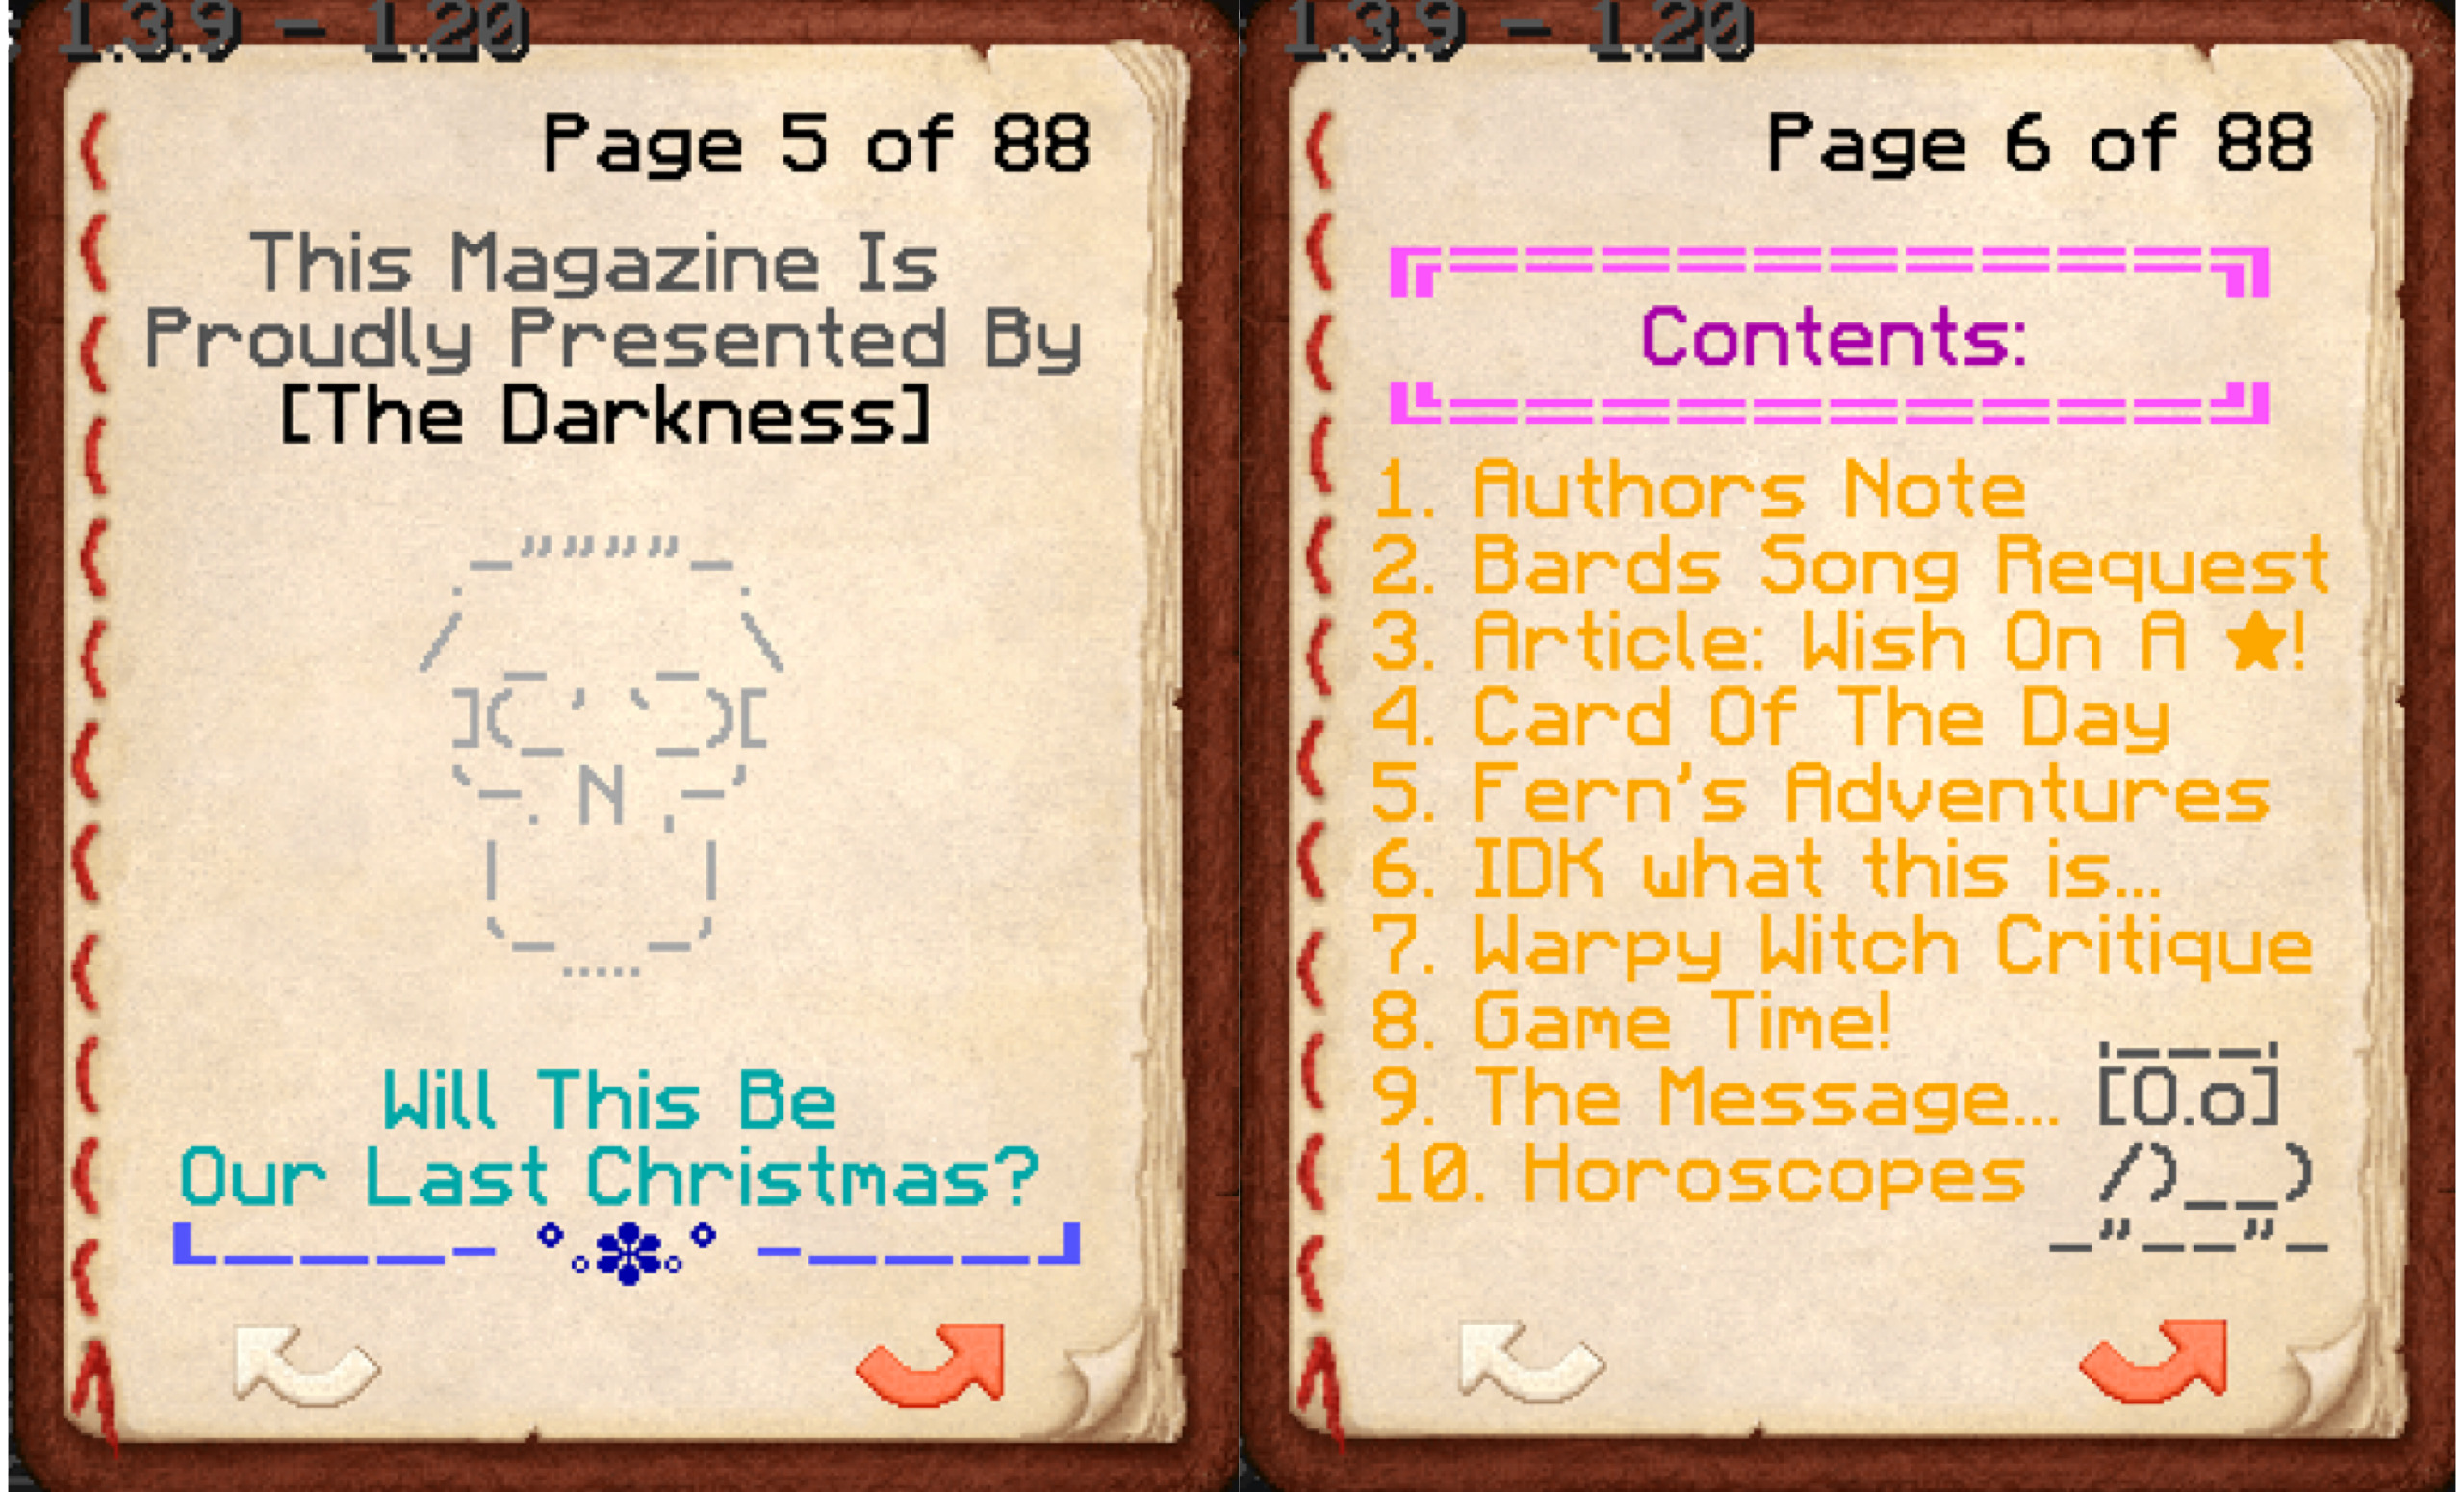 1.3.9 - 1.20
Page 5 of 88
This Magazine Is
Proudly Presented By
[The Darkness]
_""""_
.         .
/           \
_     _
](_ ' ` _)[
`-. N ,-'
|     |
`-     -'
.....
Will This Be
Our Last Christmas?
1.3.9 - 1.20
Page 6 of 88
Contents:
1. Authors Note
2. Bards Song Request
3. Article: Wish On A ★!
4. Card Of The Day
5. Fern's Adventures
6. IDK what this is...
7. Warpy Witch Critique
8. Game Time!
9. The Message...
10. Horoscopes
[O.o]
/)__)
_"__"_